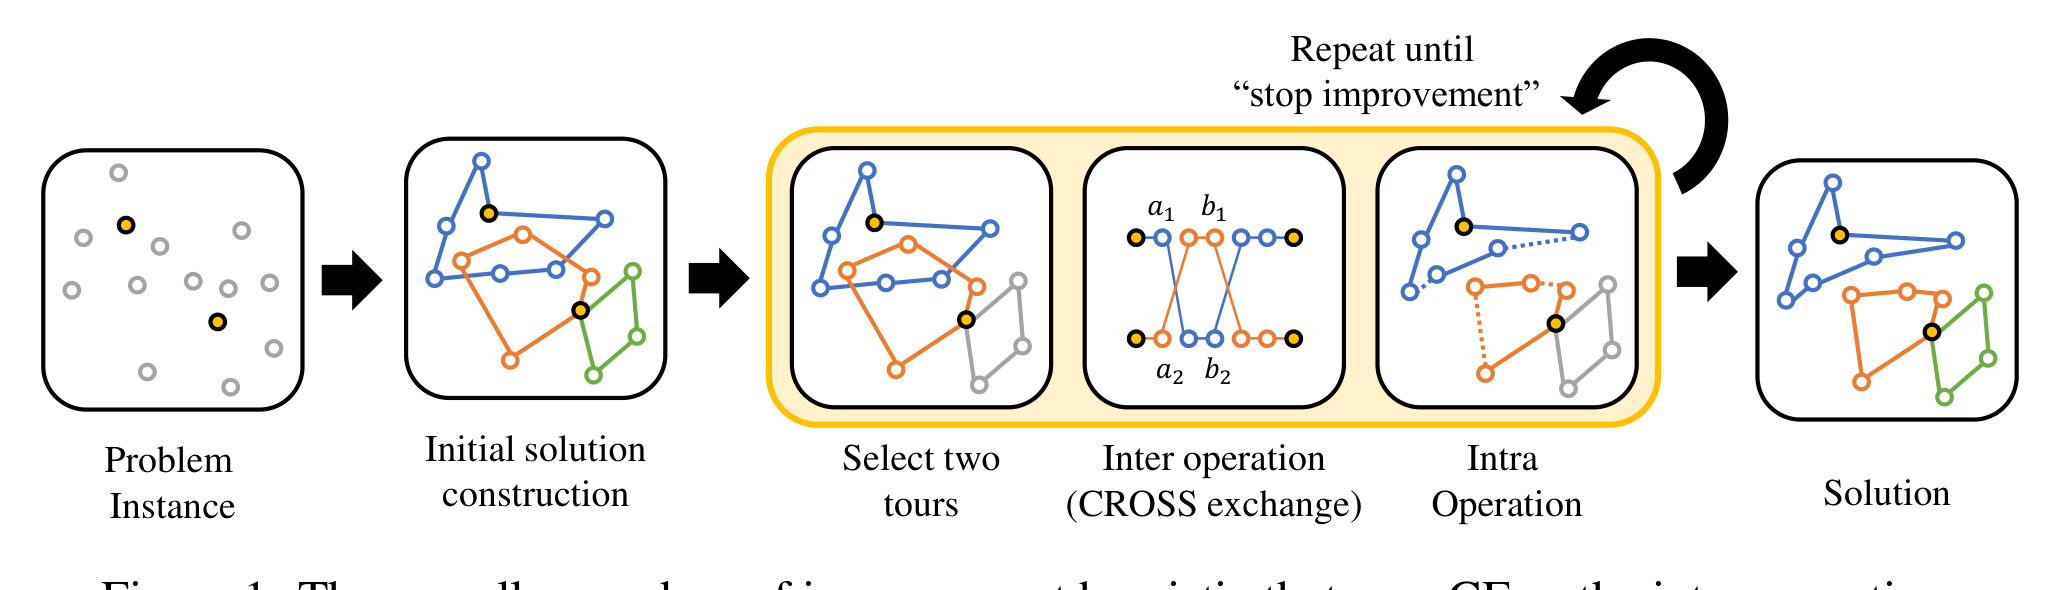 Repeat until
“stop improvement”
a1 b1
a2 b2
Problem
Instance
Initial solution
construction
Select two
tours
Inter operation
(CROSS exchange)
Intra
Operation
Solution